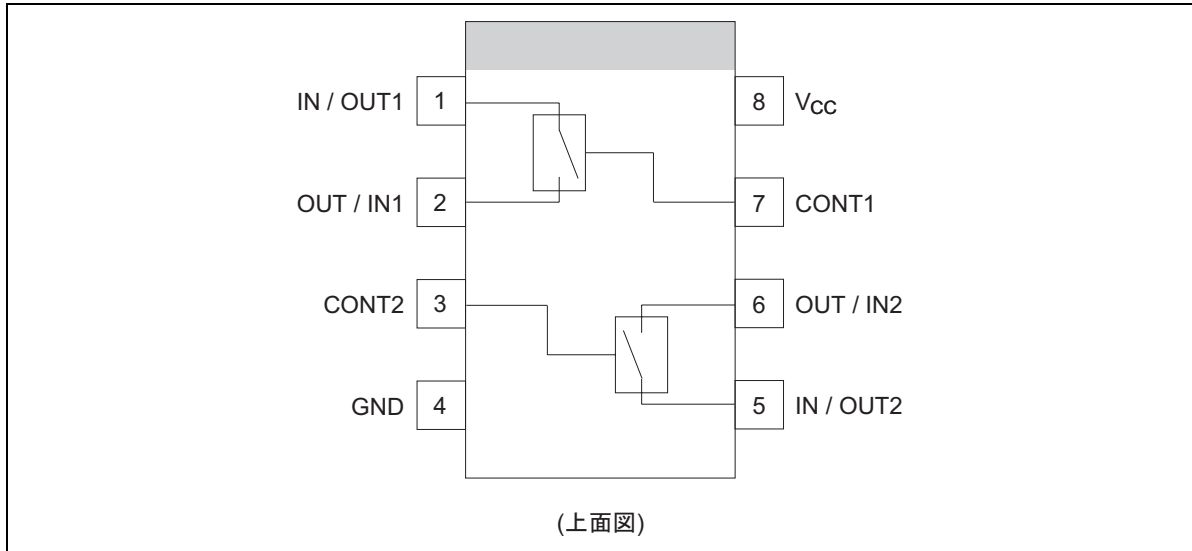 IN / OUT1 1
8 VCC
OUT / IN1 2
7 CONT1
CONT2 3
6 OUT / IN2
GND 4
5 IN / OUT2
(上面図)